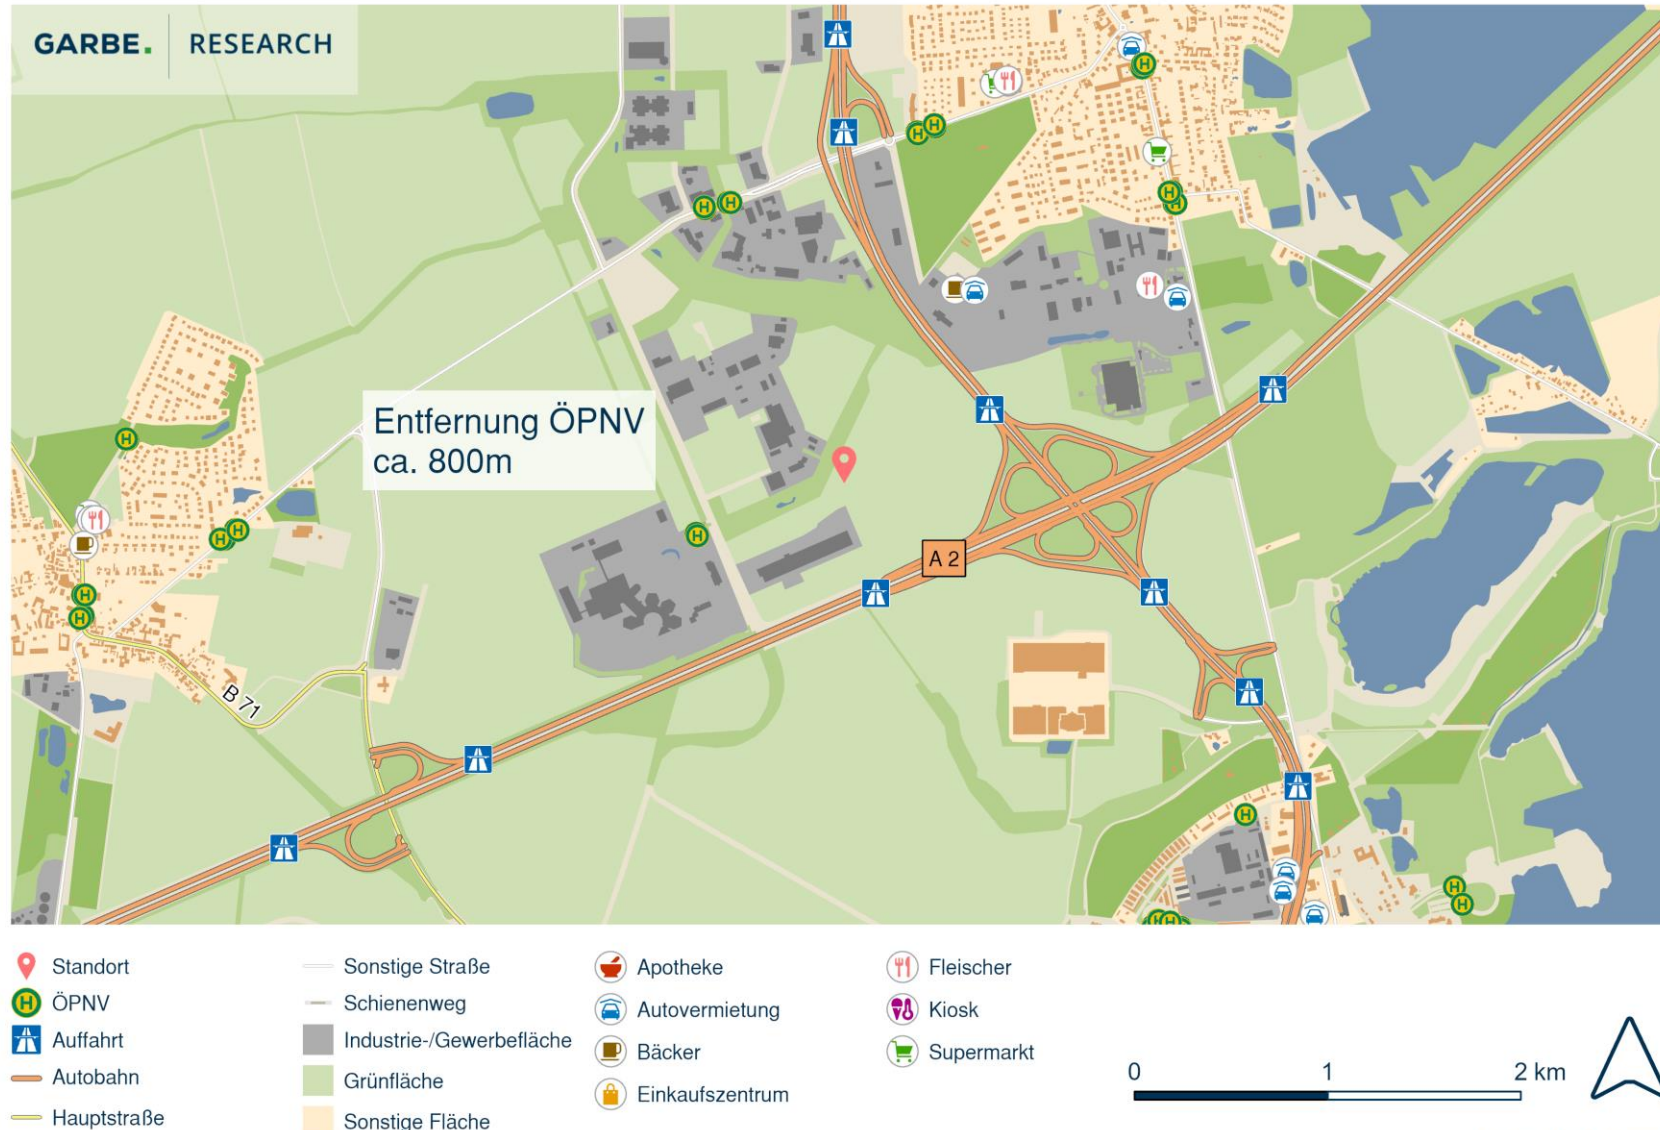 GARBE. RESEARCH
Entfernung ÖPNV
ca. 800m
A 2
B 71
Standort
ÖPNV
Auffahrt
Autobahn
Hauptstraße
Sonstige Straße
Schienenweg
Industrie-/Gewerbefläche
Grünfläche
Sonstige Fläche
Apotheke
Autovermietung
Bäcker
Einkaufszentrum
Fleischer
Kiosk
Supermarkt
0 1 2 km